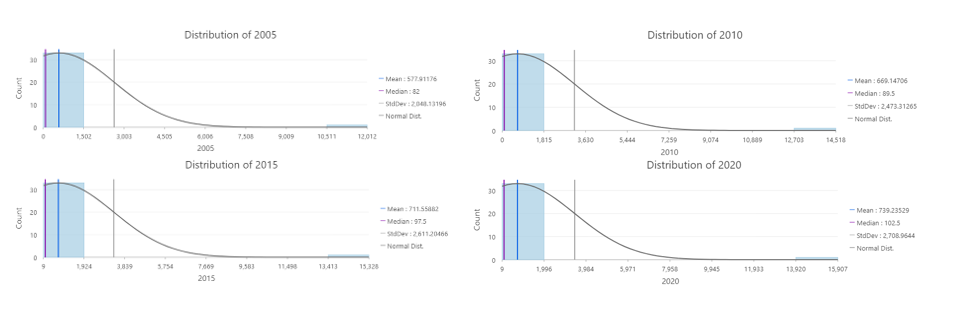 Distribution of 2005
Count
30
20
10
0
0 1,502 3,003 4,505 6,006 7,508 9,009 10,511 12,012
2005
Mean : 577.91176
Median : 82
StdDev : 2,048.13196
Normal Dist.
Distribution of 2010
Count
30
20
10
0
0 1,815 3,630 5,444 7,259 9,074 10,889 12,703 14,518
2010
Mean : 669.14706
Median : 89.5
StdDev : 2,473.31265
Normal Dist.
Distribution of 2015
Count
30
20
10
0
9 1,924 3,839 5,754 7,669 9,583 11,498 13,413 15,328
2015
Mean : 711.55882
Median : 97.5
StdDev : 2,611.20466
Normal Dist.
Distribution of 2020
Count
30
20
10
0
9 1,996 3,984 5,971 7,958 9,945 11,933 13,920 15,907
2020
Mean : 739.23529
Median : 102.5
StdDev : 2,708.9644
Normal Dist.